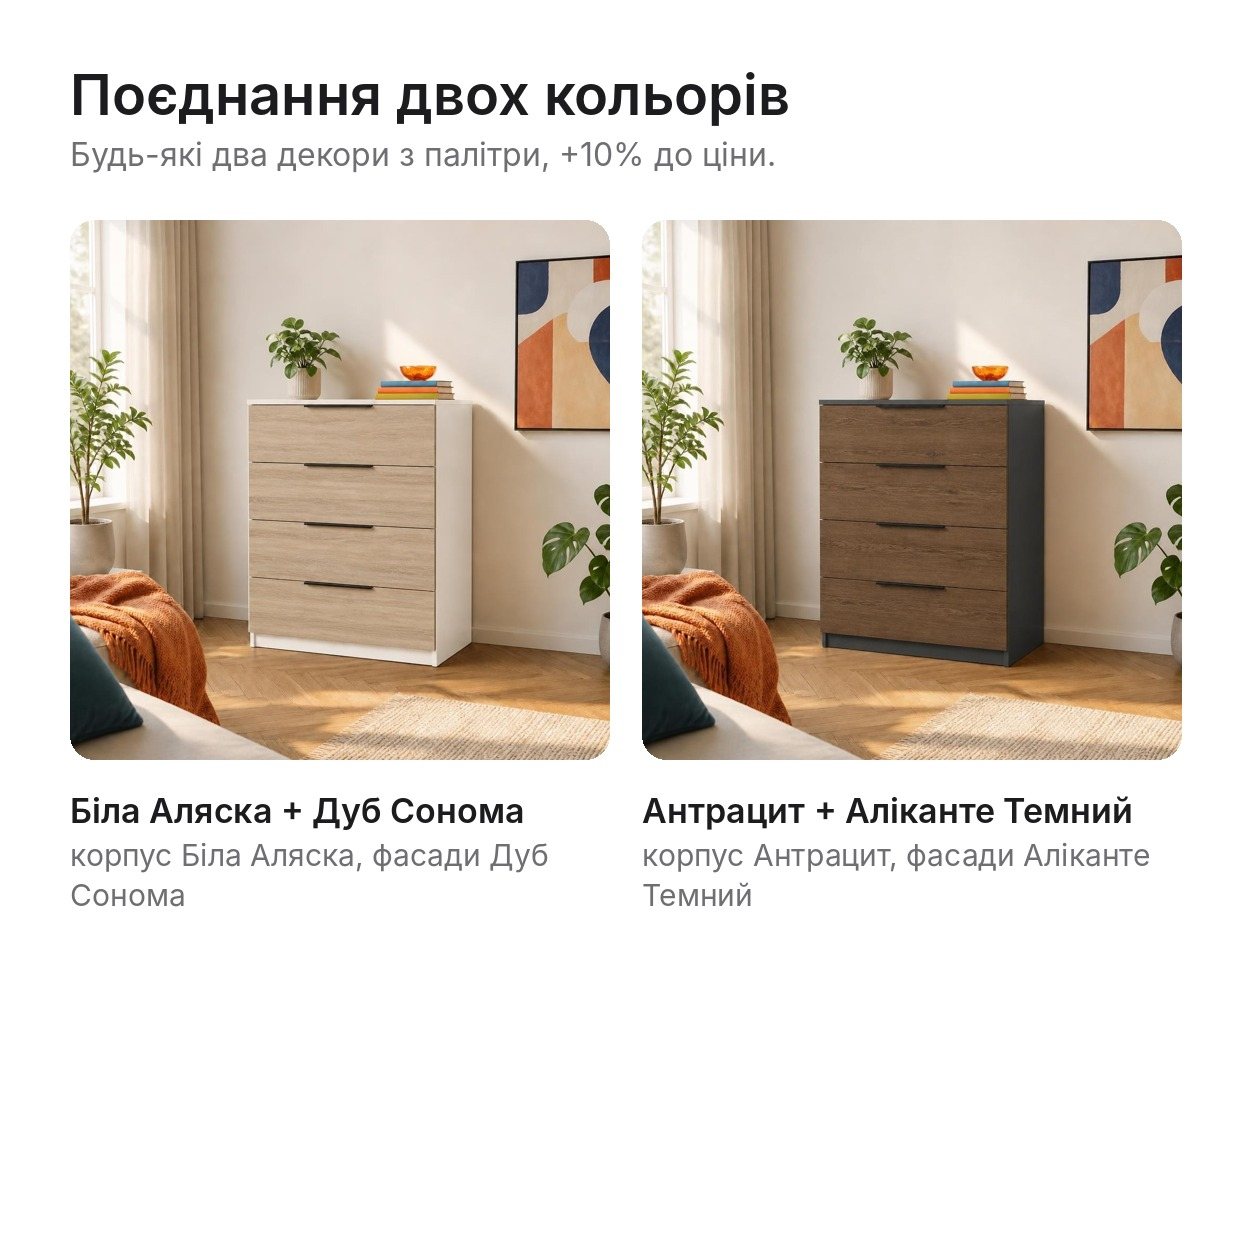 Поєднання двох кольорів
Будь-які два декори з палітри, +10% до ціни.
Біла Аляска + Дуб Сонома
корпус Біла Аляска, фасади Дуб
Сонома
Антрацит + Аліканте Темний
корпус Антрацит, фасади Аліканте
Темний